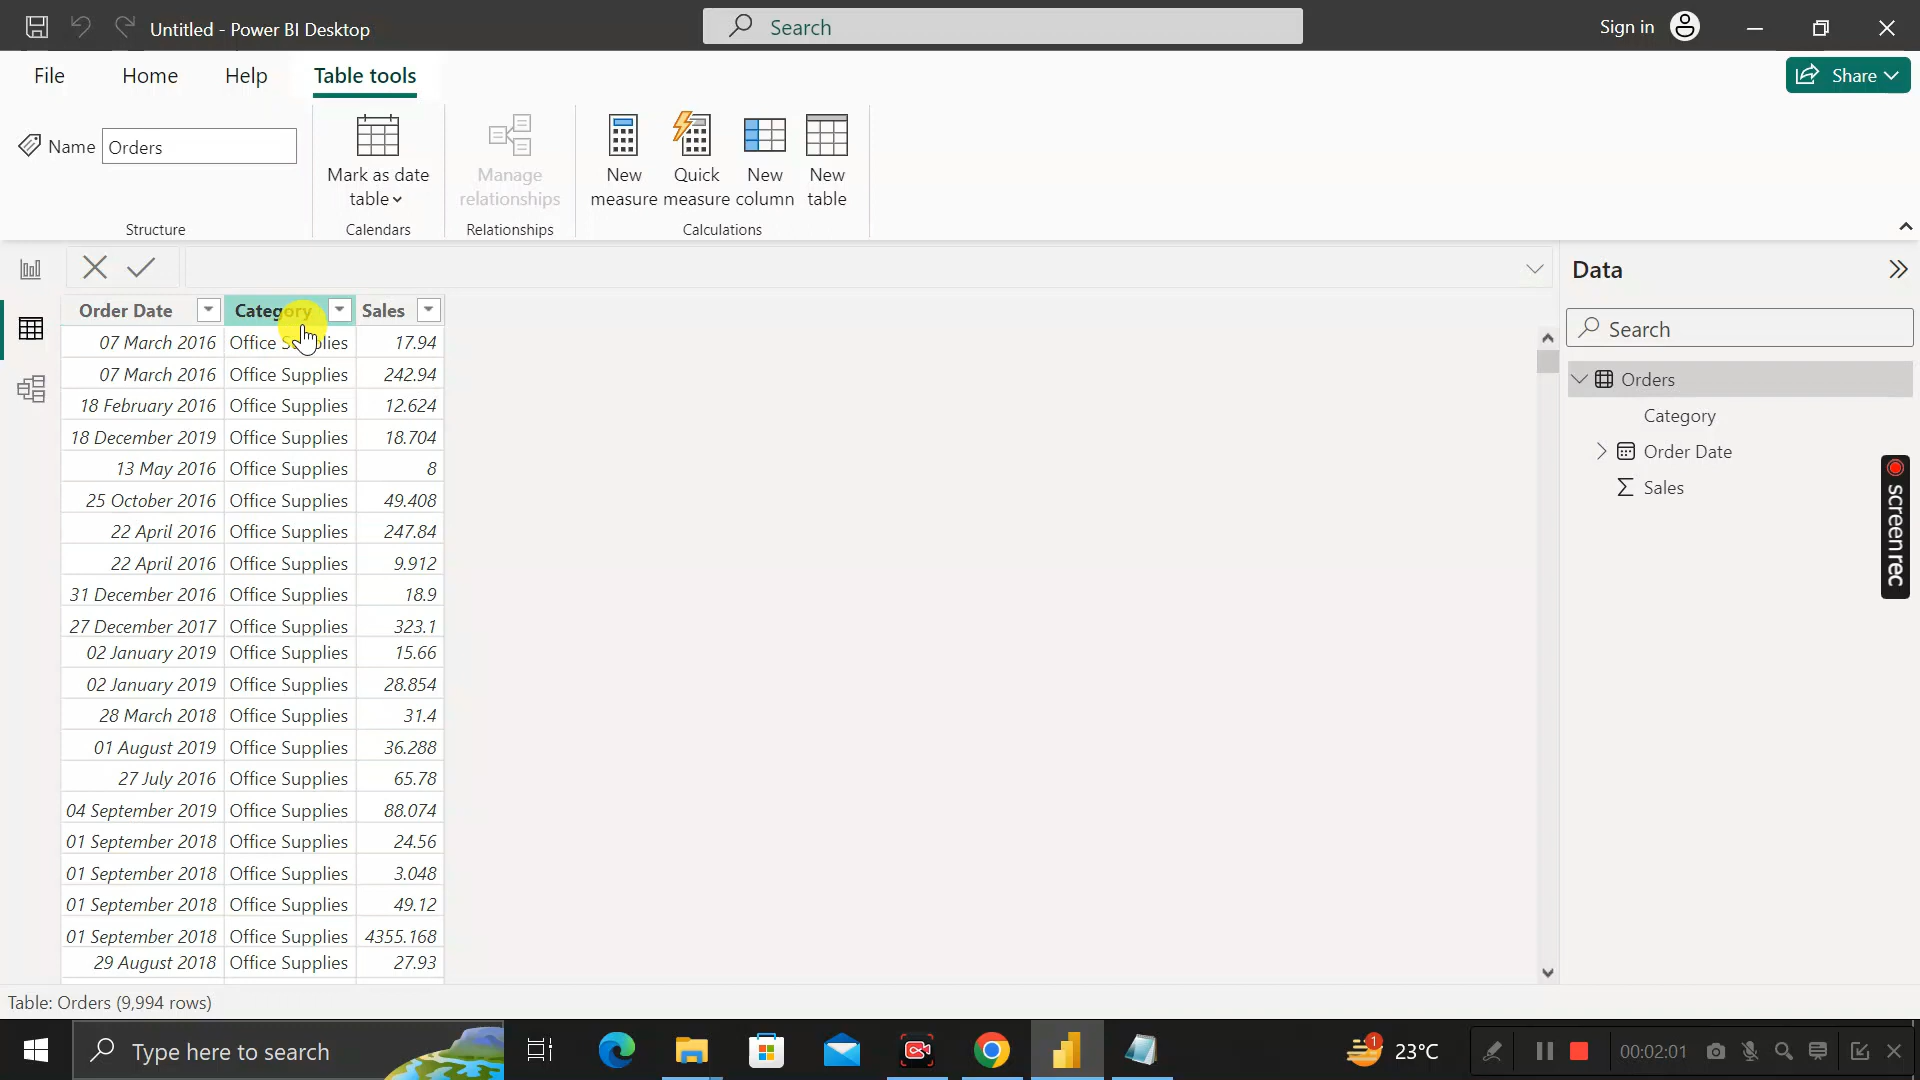 Untitled - Power BI Desktop
Search
Sign in
File Home Help Table tools
Share
Name Orders
Mark as date table
Manage relationships
New measure
Quick measure
New column
New table
Structure Calendars Relationships Calculations
Data
Search
Orders
Category
Order Date
Sales
Order Date Category Sales
07 March 2016 Office Supplies 17.94
07 March 2016 Office Supplies 242.94
18 February 2016 Office Supplies 12.624
18 December 2019 Office Supplies 18.704
13 May 2016 Office Supplies 8
25 October 2016 Office Supplies 49.408
22 April 2016 Office Supplies 247.84
22 April 2016 Office Supplies 9.912
31 December 2016 Office Supplies 18.9
27 December 2017 Office Supplies 323.1
02 January 2019 Office Supplies 15.66
02 January 2019 Office Supplies 28.854
28 March 2018 Office Supplies 31.4
01 August 2019 Office Supplies 36.288
27 July 2016 Office Supplies 65.78
04 September 2019 Office Supplies 88.074
01 September 2018 Office Supplies 24.56
01 September 2018 Office Supplies 3.048
01 September 2018 Office Supplies 49.12
01 September 2018 Office Supplies 4355.168
29 August 2018 Office Supplies 27.93
screen rec
Table: Orders (9,994 rows)
Type here to search
1
23°C
00:02:01